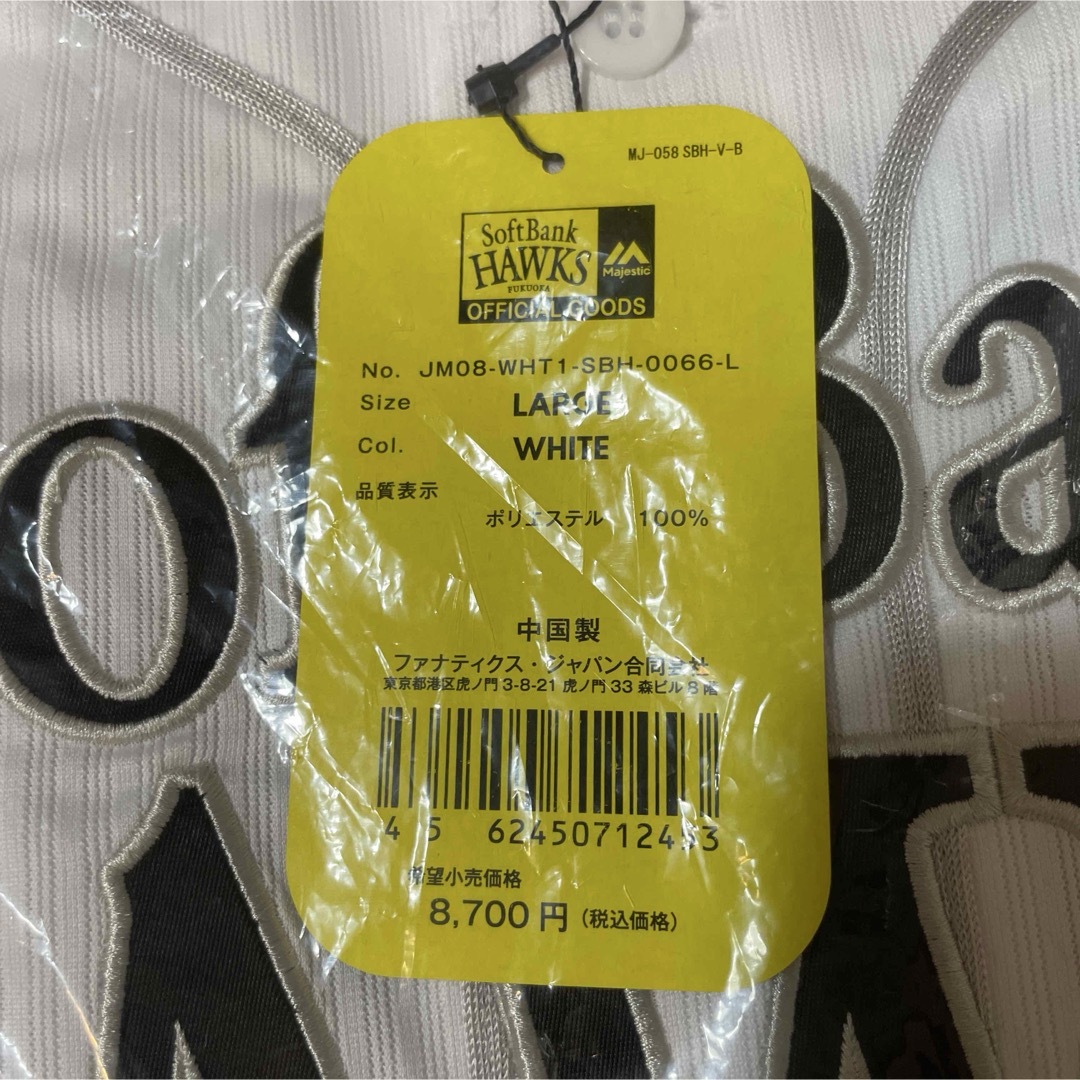 MJ-058 SBH-V-B
SoftBank
HAWKS
FUKUOKA
Majestic
OFFICIAL GOODS
No. JM08-WHT1-SBH-0066-L
Size LARGE
Col. WHITE
品質表示
ポリエステル 100%
中国製
ファナティクス・ジャパン合同会社
東京都港区虎ノ門3-8-21 虎ノ門 33 森ビル 8 階
4 5 62450712453
希望小売価格
8,700 円 (税込価格)
oftBa